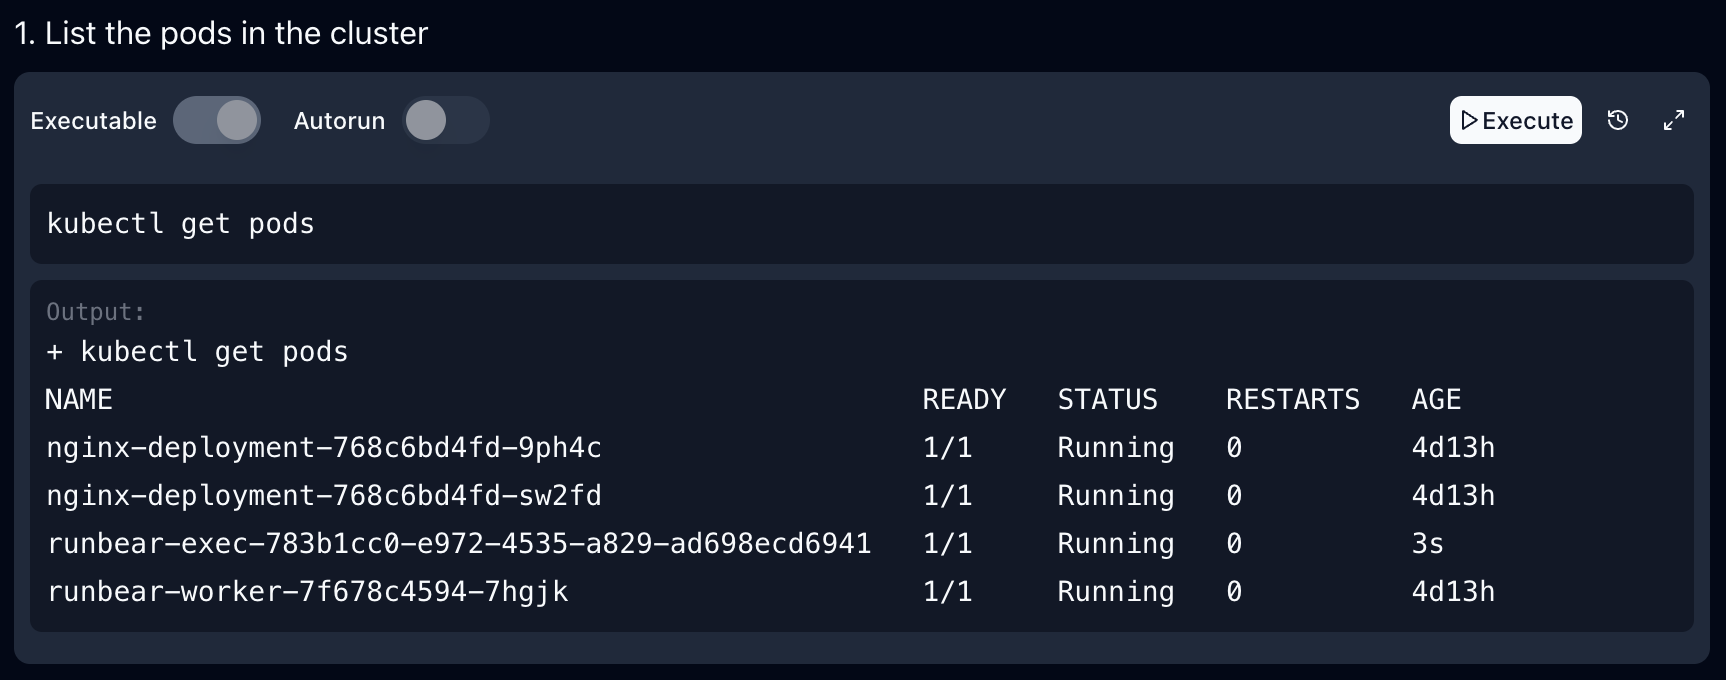 1. List the pods in the cluster
Executable Autorun Execute
kubectl get pods
Output:
+ kubectl get pods
NAME READY STATUS RESTARTS AGE
nginx-deployment-768c6bd4fd-9ph4c 1/1 Running 0 4d13h
nginx-deployment-768c6bd4fd-sw2fd 1/1 Running 0 4d13h
runbear-exec-783b1cc0-e972-4535-a829-ad698ecd6941 1/1 Running 0 3s
runbear-worker-7f678c4594-7hgjk 1/1 Running 0 4d13h